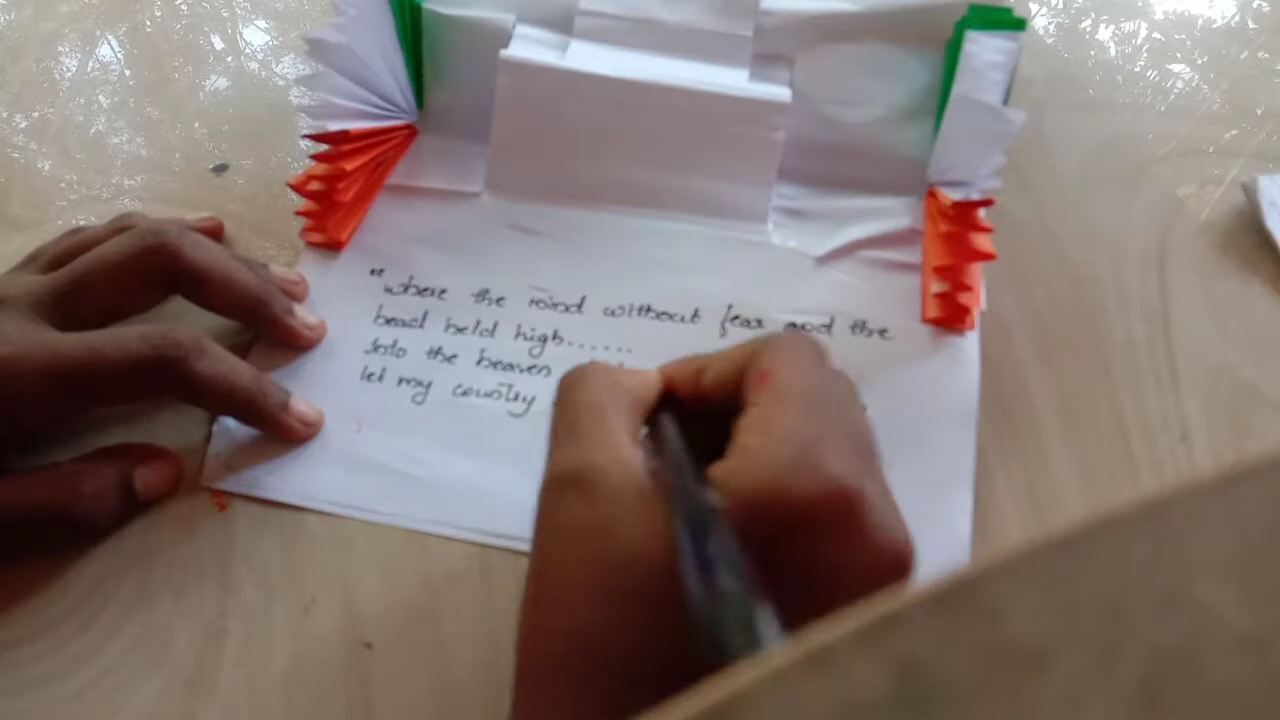 "where the mind without fear and the
head held high......
Into the heaven
let my country